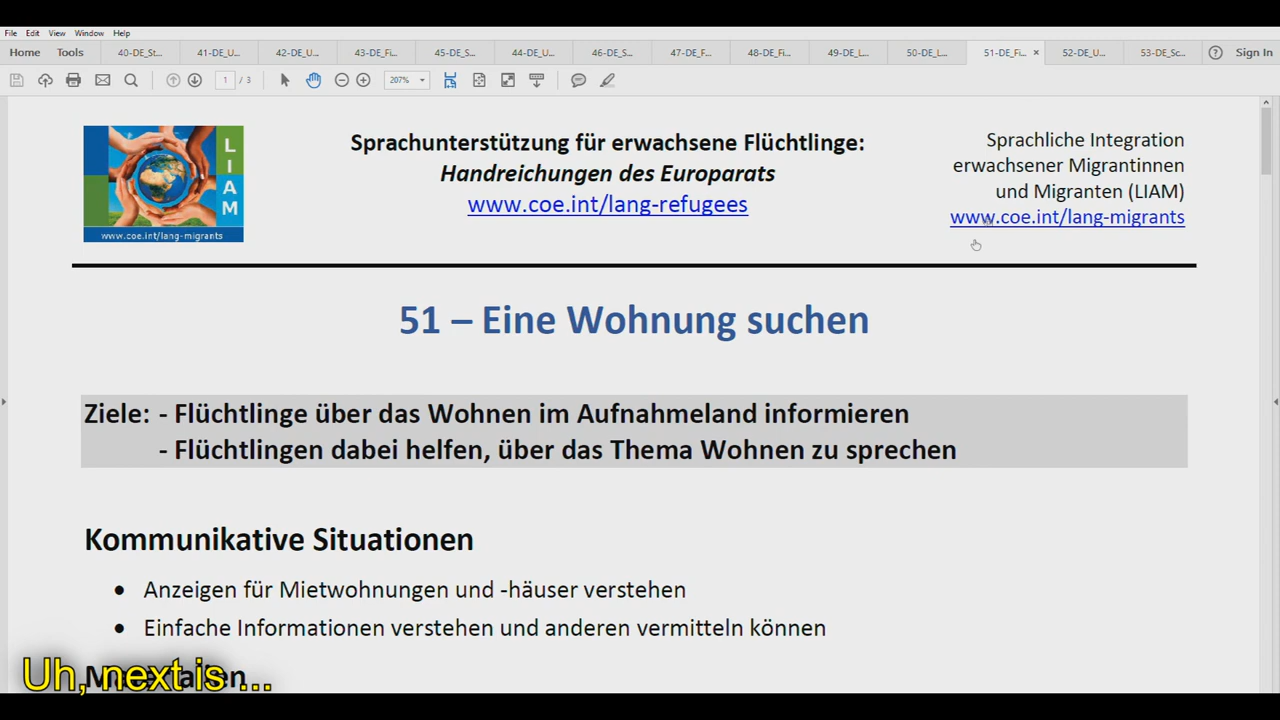 File Edit View Window Help
Home Tools 40-DE_St... 41-DE_U... 42-DE_U... 43-DE_Fi... 45-DE_S... 44-DE_U... 46-DE_S... 47-DE_F... 48-DE_Fi... 49-DE_L... 50-DE_L... 51-DE_Fi... × 52-DE_U... 53-DE_Sc... ? Sign In
1 / 3 207%
LIAM
www.coe.int/lang-migrants
Sprachunterstützung für erwachsene Flüchtlinge:
Handreichungen des Europarats
www.coe.int/lang-refugees
Sprachliche Integration
erwachsener Migrantinnen
und Migranten (LIAM)
www.coe.int/lang-migrants
51 – Eine Wohnung suchen
Ziele: - Flüchtlinge über das Wohnen im Aufnahmeland informieren
- Flüchtlingen dabei helfen, über das Thema Wohnen zu sprechen
Kommunikative Situationen
• Anzeigen für Mietwohnungen und -häuser verstehen
• Einfache Informationen verstehen und anderen vermitteln können
Uh, next is ...